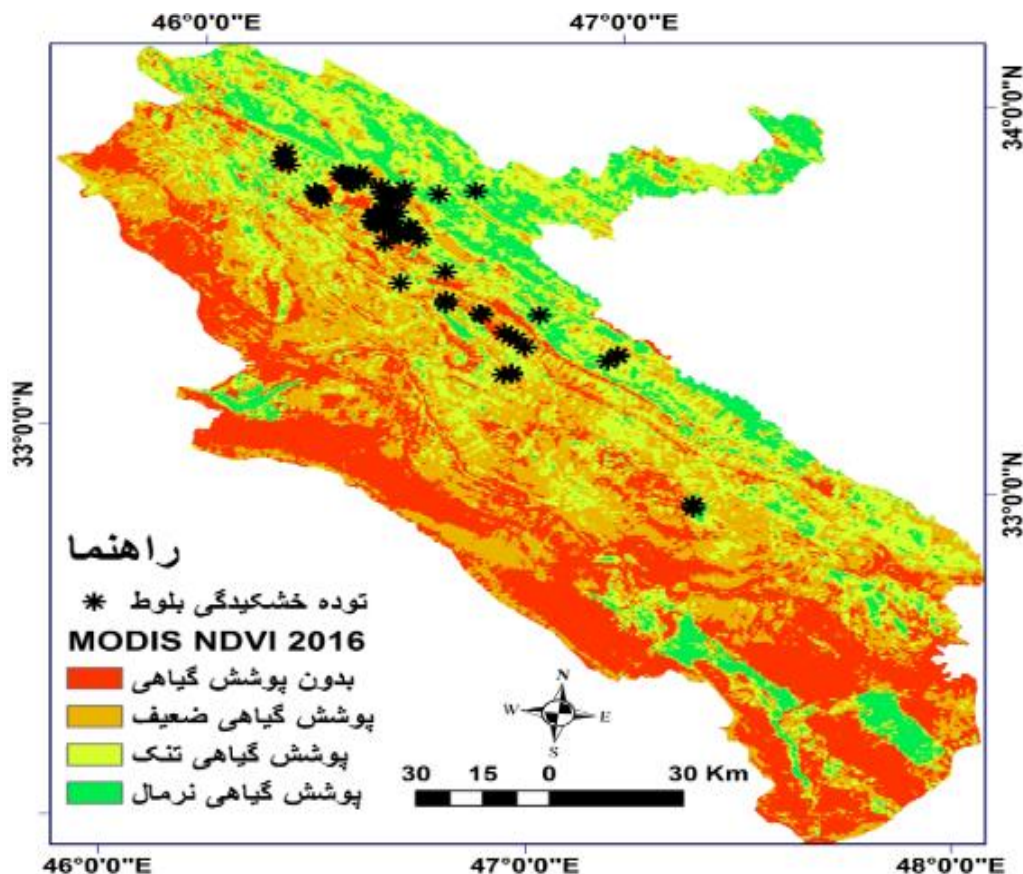 46°0'0"E 47°0'0"E
34°0'0"N
33°0'0"N
33°0'0"N
راهنما
توده خشکیدگی بلوط
MODIS NDVI 2016
بدون پوشش گیاهی
پوشش گیاهی ضعیف
پوشش گیاهی تنک
پوشش گیاهی نرمال
N
W E
S
30 15 0 30 Km
46°0'0"E 47°0'0"E 48°0'0"E